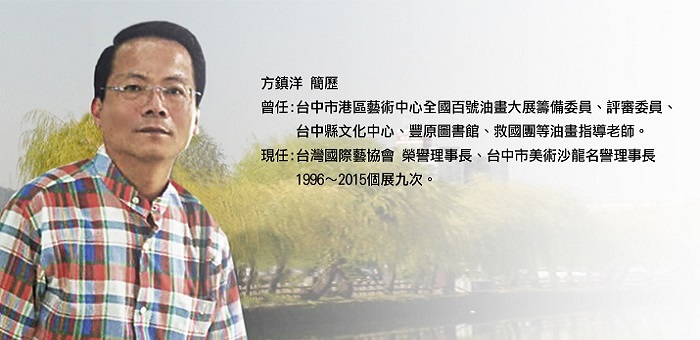 方鎮洋 簡歷
曾任:台中市港區藝術中心全國百號油畫大展籌備委員、評審委員、
台中縣文化中心、豐原圖書館、救國團等油畫指導老師。
現任:台灣國際藝協會 榮譽理事長、台中市美術沙龍名譽理事長
1996～2015個展九次。